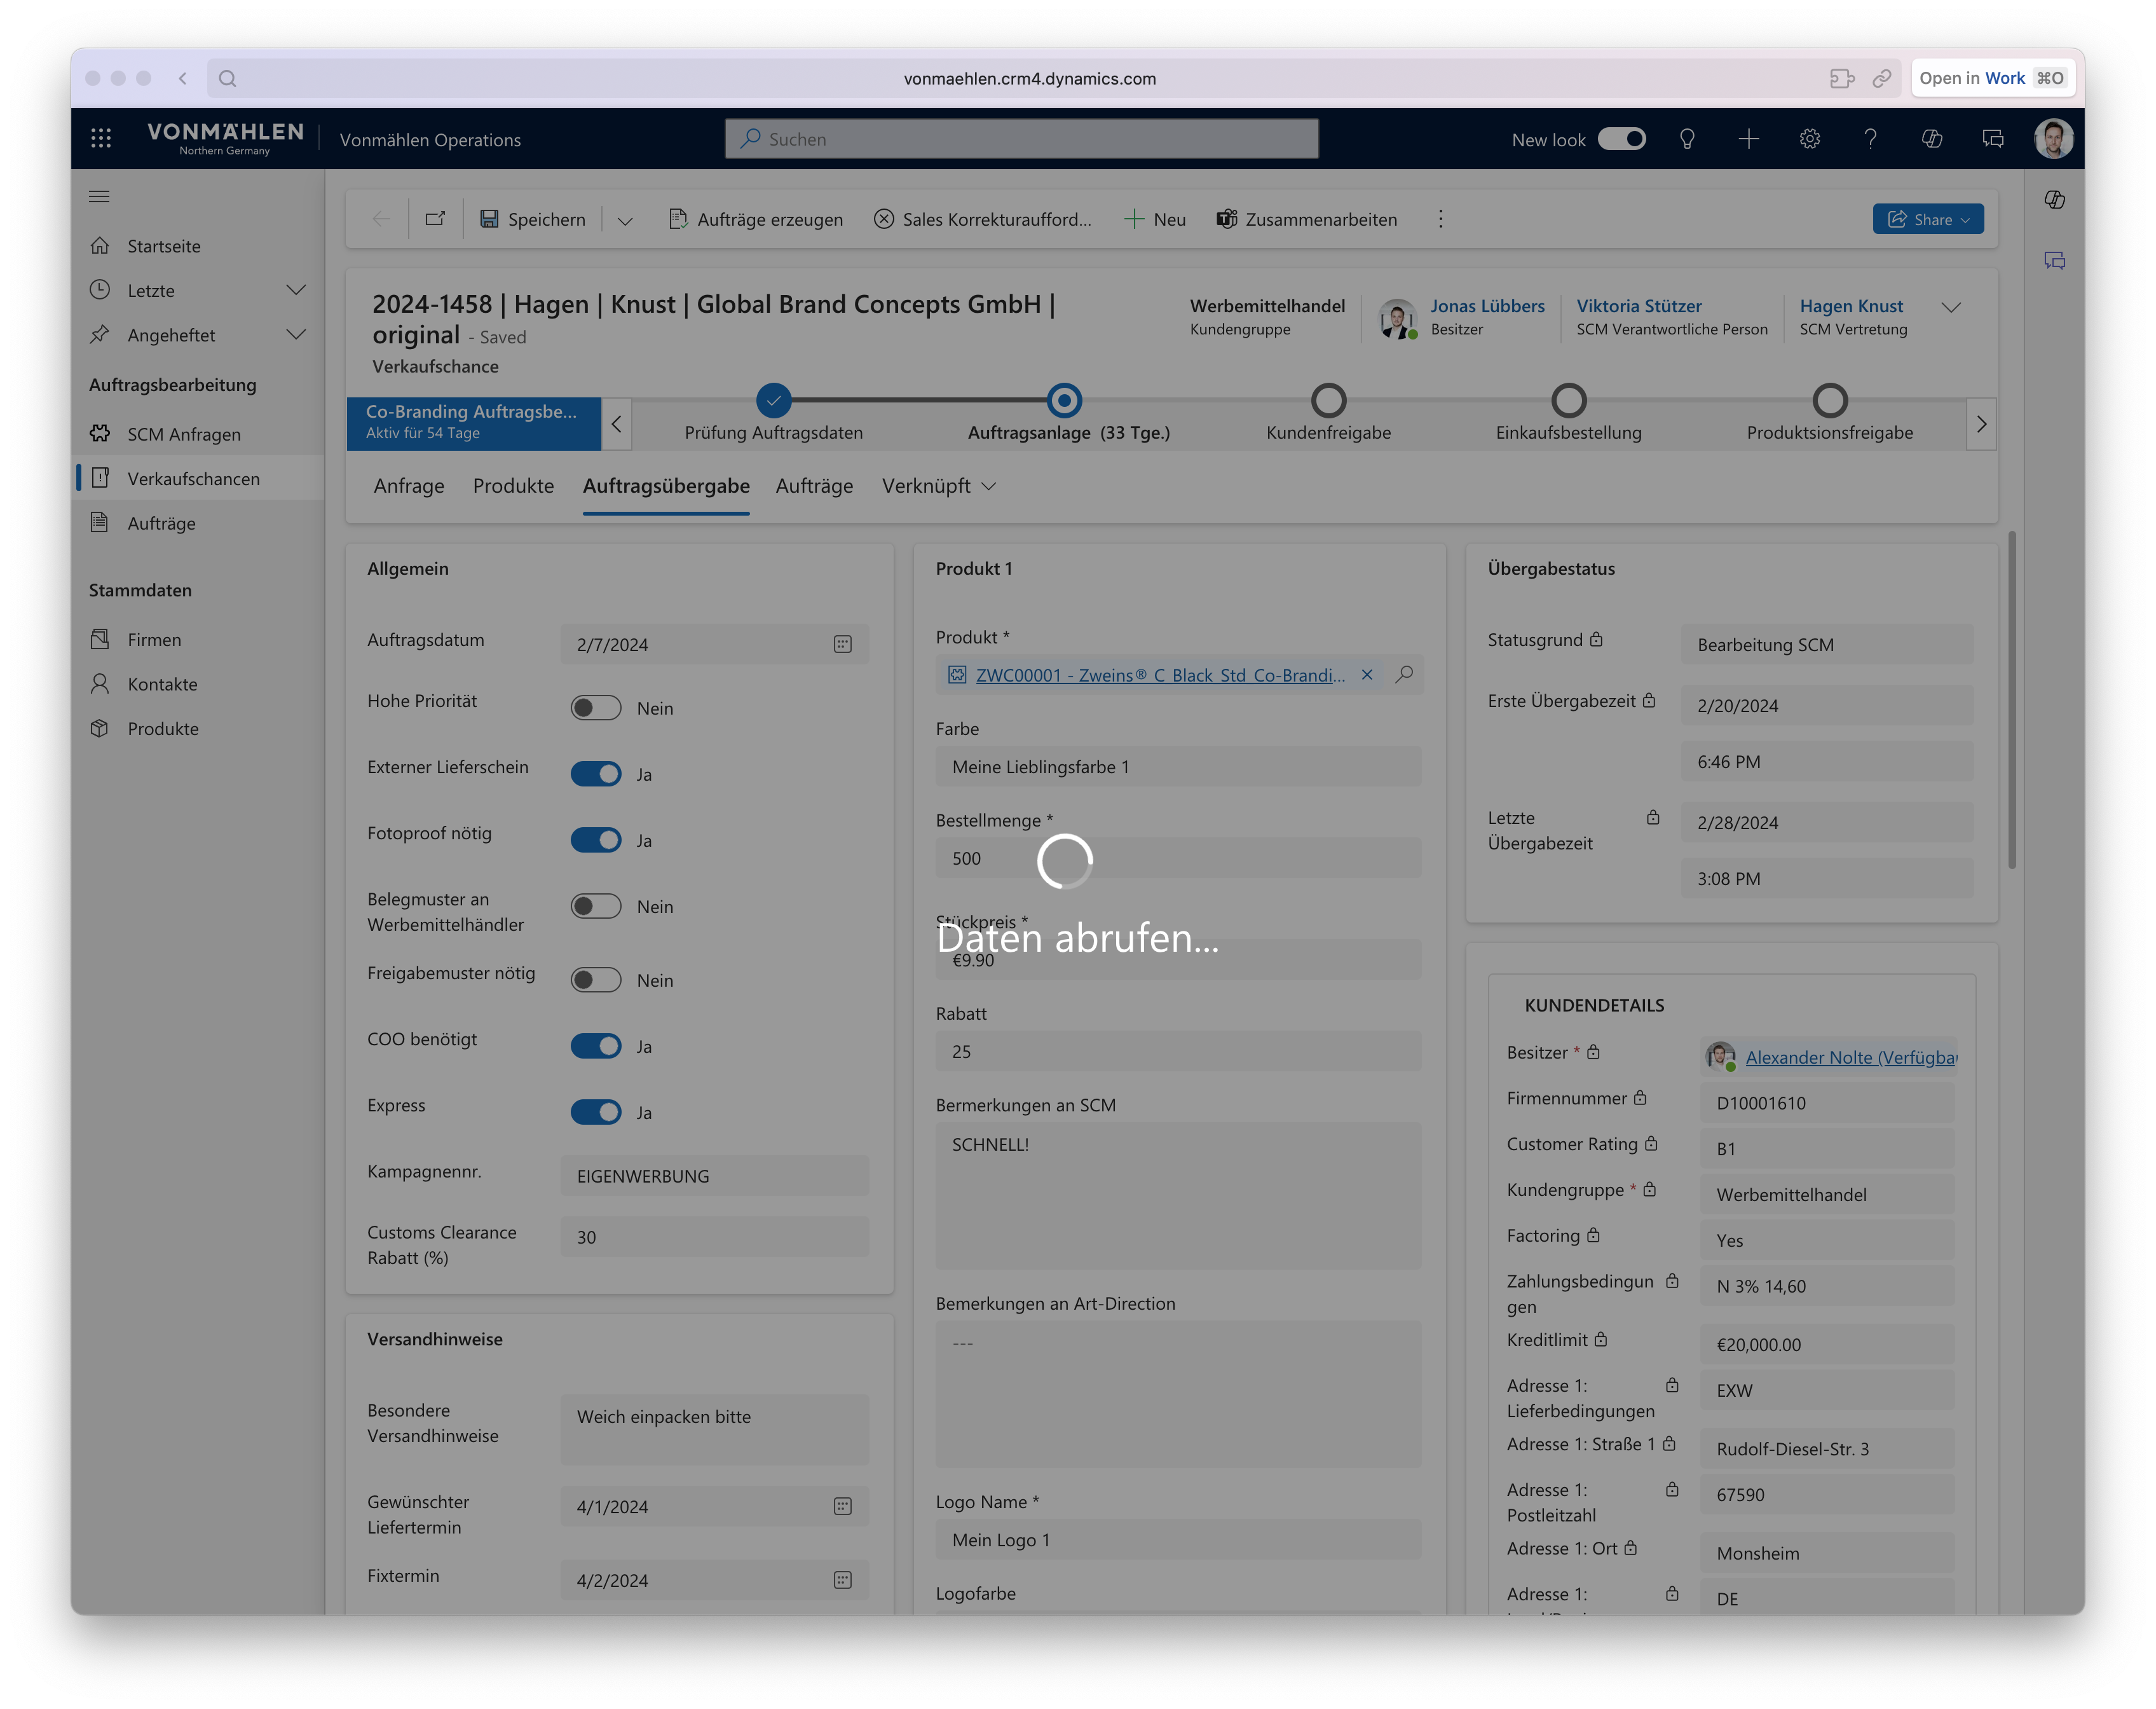 vonmaehlen.crm4.dynamics.com
Open in Work ⌘O
VONMÄHLEN
Northern Germany
Vonmählen Operations
Suchen
New look
Startseite
Letzte
Angeheftet
Auftragsbearbeitung
SCM Anfragen
Verkaufschancen
Aufträge
Stammdaten
Firmen
Kontakte
Produkte
Speichern
Aufträge erzeugen
Sales Korrekturaufford...
Neu
Zusammenarbeiten
Share
2024-1458 | Hagen | Knust | Global Brand Concepts GmbH |
original - Saved
Verkaufschance
Werbemittelhandel
Kundengruppe
Jonas Lübbers
Besitzer
Viktoria Stützer
SCM Verantwortliche Person
Hagen Knust
SCM Vertretung
Co-Branding Auftragsbe...
Aktiv für 54 Tage
Prüfung Auftragsdaten
Auftragsanlage (33 Tge.)
Kundenfreigabe
Einkaufsbestellung
Produktsionsfreigabe
Anfrage
Produkte
Auftragsübergabe
Aufträge
Verknüpft
Allgemein
Auftragsdatum
2/7/2024
Hohe Priorität
Nein
Externer Lieferschein
Ja
Fotoproof nötig
Ja
Belegmuster an
Werbemittelhändler
Nein
Freigabemuster nötig
Nein
COO benötigt
Ja
Express
Ja
Kampagnennr.
EIGENWERBUNG
Customs Clearance
Rabatt (%)
30
Versandhinweise
Besondere
Versandhinweise
Weich einpacken bitte
Gewünschter
Liefertermin
4/1/2024
Fixtermin
4/2/2024
Produkt 1
Produkt *
ZWC00001 - Zweins® C Black Std Co-Brandi...
Farbe
Meine Lieblingsfarbe 1
Bestellmenge *
500
Stückpreis *
Daten abrufen...
€9.90
Rabatt
25
Bermerkungen an SCM
SCHNELL!
Bemerkungen an Art-Direction
---
Logo Name *
Mein Logo 1
Logofarbe
Übergabestatus
Statusgrund
Bearbeitung SCM
Erste Übergabezeit
2/20/2024
6:46 PM
Letzte
Übergabezeit
2/28/2024
3:08 PM
KUNDENDETAILS
Besitzer *
Alexander Nolte (Verfügba
Firmennummer
D10001610
Customer Rating
B1
Kundengruppe *
Werbemittelhandel
Factoring
Yes
Zahlungsbedingun
gen
N 3% 14,60
Kreditlimit
€20,000.00
Adresse 1:
Lieferbedingungen
EXW
Adresse 1: Straße 1
Rudolf-Diesel-Str. 3
Adresse 1:
Postleitzahl
67590
Adresse 1: Ort
Monsheim
Adresse 1:
DE